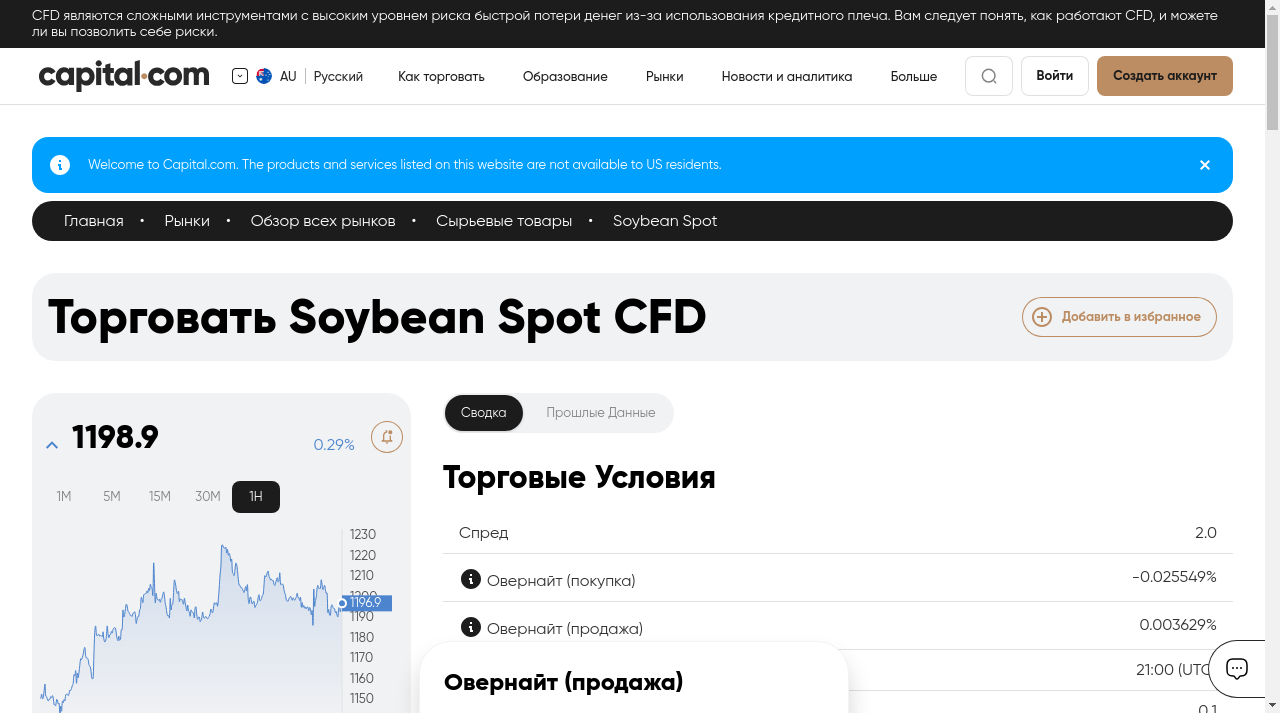 CFD являются сложными инструментами с высоким уровнем риска быстрой потери денег из-за использования кредитного плеча. Вам следует понять, как работают CFD, и можете
ли вы позволить себе риски.
capital.com
AU
Русский
Как торговать
Образование
Рынки
Новости и аналитика
Больше
Войти
Создать аккаунт
Welcome to Capital.com. The products and services listed on this website are not available to US residents.
Главная • Рынки • Обзор всех рынков • Сырьевые товары • Soybean Spot
Торговать Soybean Spot CFD
Добавить в избранное
1198.9
0.29%
1M 5M 15M 30M 1H
1230
1220
1210
1200
1196.9
1190
1180
1170
1160
1150
Сводка
Прошлые Данные
Торговые Условия
Спред 2.0
Овернайт (покупка) -0.025549%
Овернайт (продажа) 0.003629%
21:00 (UTC)
0.1
Овернайт (продажа)